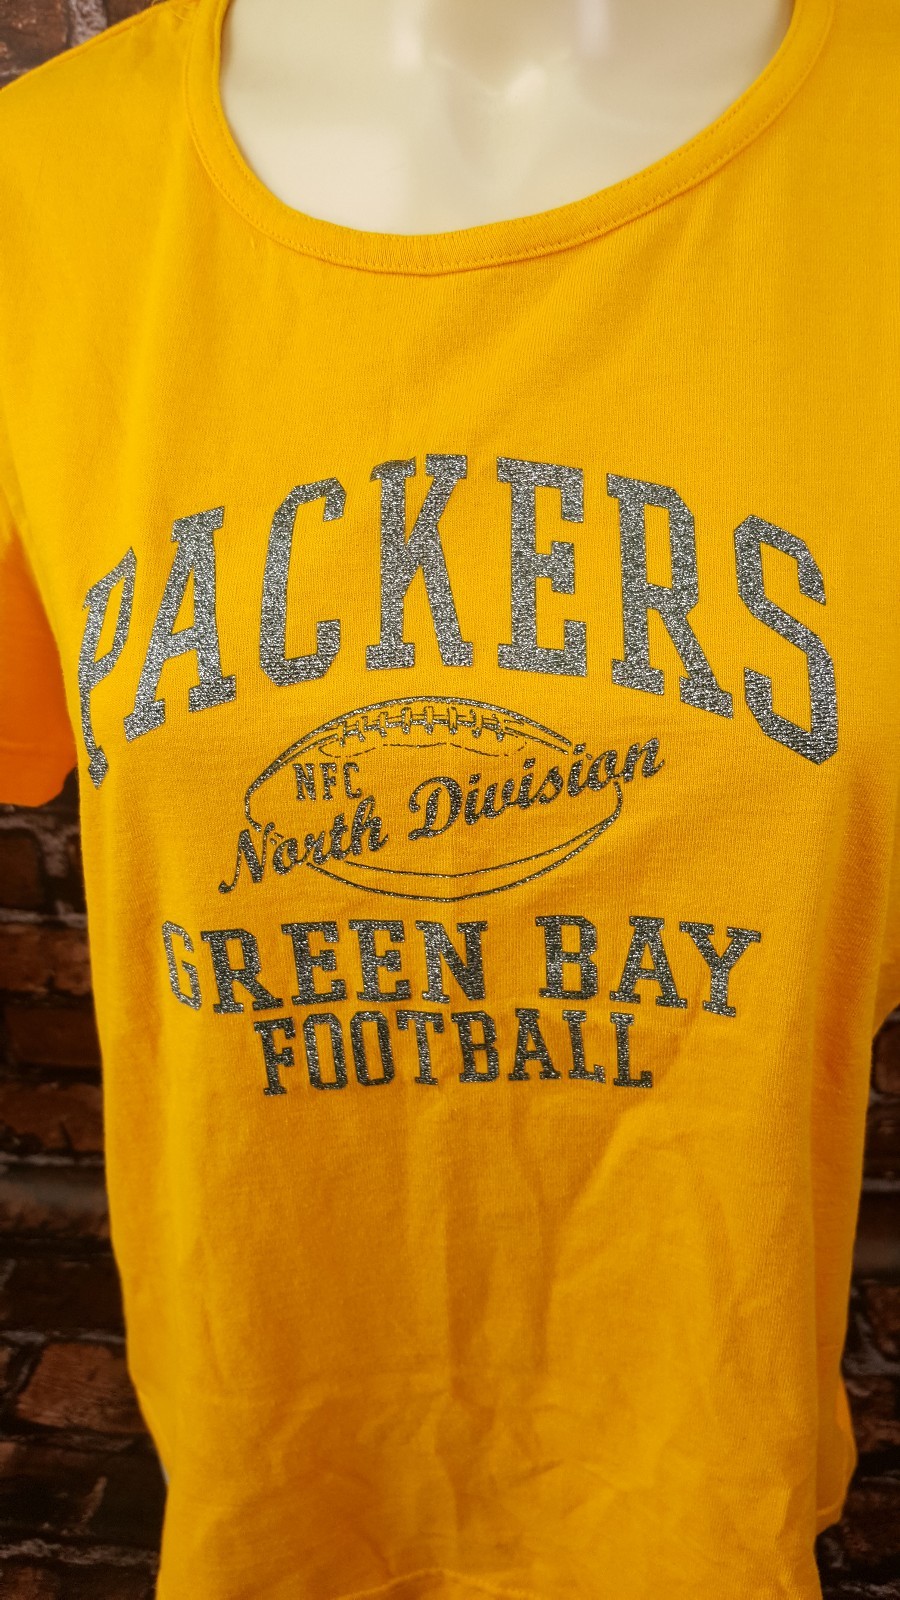 PACKERS
NFC
North Division
GREEN BAY
FOOTBALL